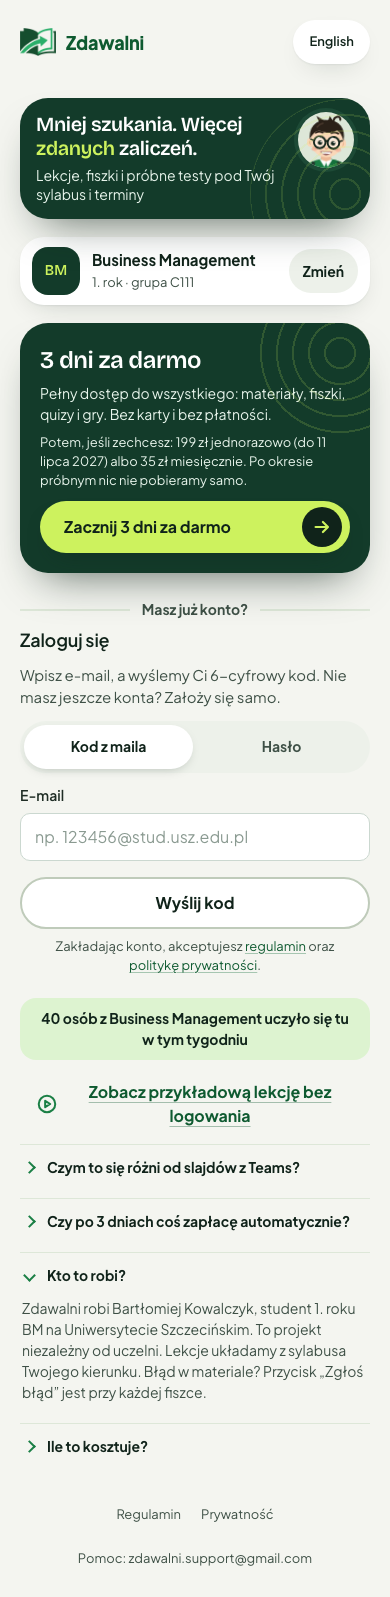 Zdawalni
English
Mniej szukania. Więcej
zdanych zaliczeń.
Lekcje, fiszki i próbne testy pod Twój
sylabus i terminy
BM
Business Management
1. rok · grupa C111
Zmień
3 dni za darmo
Pełny dostęp do wszystkiego: materiały, fiszki,
quizy i gry. Bez karty i bez płatności.
Potem, jeśli zechcesz: 199 zł jednorazowo (do 11
lipca 2027) albo 35 zł miesięcznie. Po okresie
próbnym nic nie pobieramy samo.
Zacznij 3 dni za darmo
Masz już konto?
Zaloguj się
Wpisz e-mail, a wyślemy Ci 6-cyfrowy kod. Nie
masz jeszcze konta? Założy się samo.
Kod z maila
Hasło
E-mail
np. 123456@stud.usz.edu.pl
Wyślij kod
Zakładając konto, akceptujesz regulamin oraz
politykę prywatności.
40 osób z Business Management uczyło się tu
w tym tygodniu
Zobacz przykładową lekcję bez
logowania
Czym to się różni od slajdów z Teams?
Czy po 3 dniach coś zapłacę automatycznie?
Kto to robi?
Zdawalni robi Bartłomiej Kowalczyk, student 1. roku
BM na Uniwersytecie Szczecińskim. To projekt
niezależny od uczelni. Lekcje układamy z sylabusa
Twojego kierunku. Błąd w materiale? Przycisk „Zgłoś
błąd” jest przy każdej fiszce.
Ile to kosztuje?
Regulamin
Prywatność
Pomoc: zdawalni.support@gmail.com